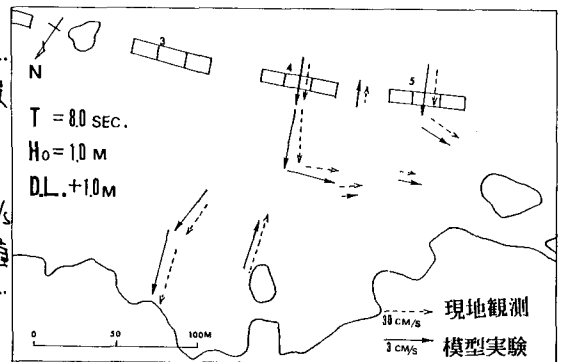 3
4
5
N
T = 8.0 SEC.
H₀ = 1.0 M
D.L. +1.0 M
0 50 100M
30 CM/S 現地観測
3 CM/S 模型実験